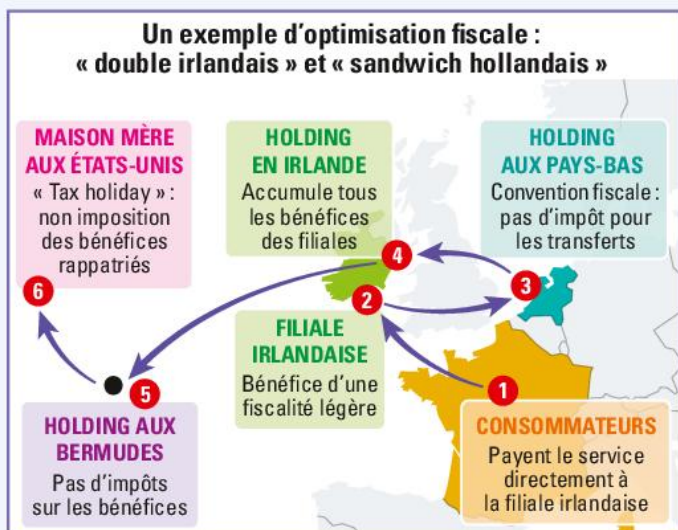 Un exemple d'optimisation fiscale :
« double irlandais » et « sandwich hollandais »
MAISON MÈRE
AUX ÉTATS-UNIS
« Tax holiday » :
non imposition
des bénéfices
rappatriés
HOLDING
EN IRLANDE
Accumule tous
les bénéfices
des filiales
HOLDING
AUX PAYS-BAS
Convention fiscale :
pas d'impôt pour
les transferts
6
4
3
2
FILIALE
IRLANDAISE
Bénéfice d'une
fiscalité légère
5
HOLDING AUX
BERMUDES
Pas d'impôts
sur les bénéfices
1
CONSOMMATEURS
Payent le service
directement à
la filiale irlandaise